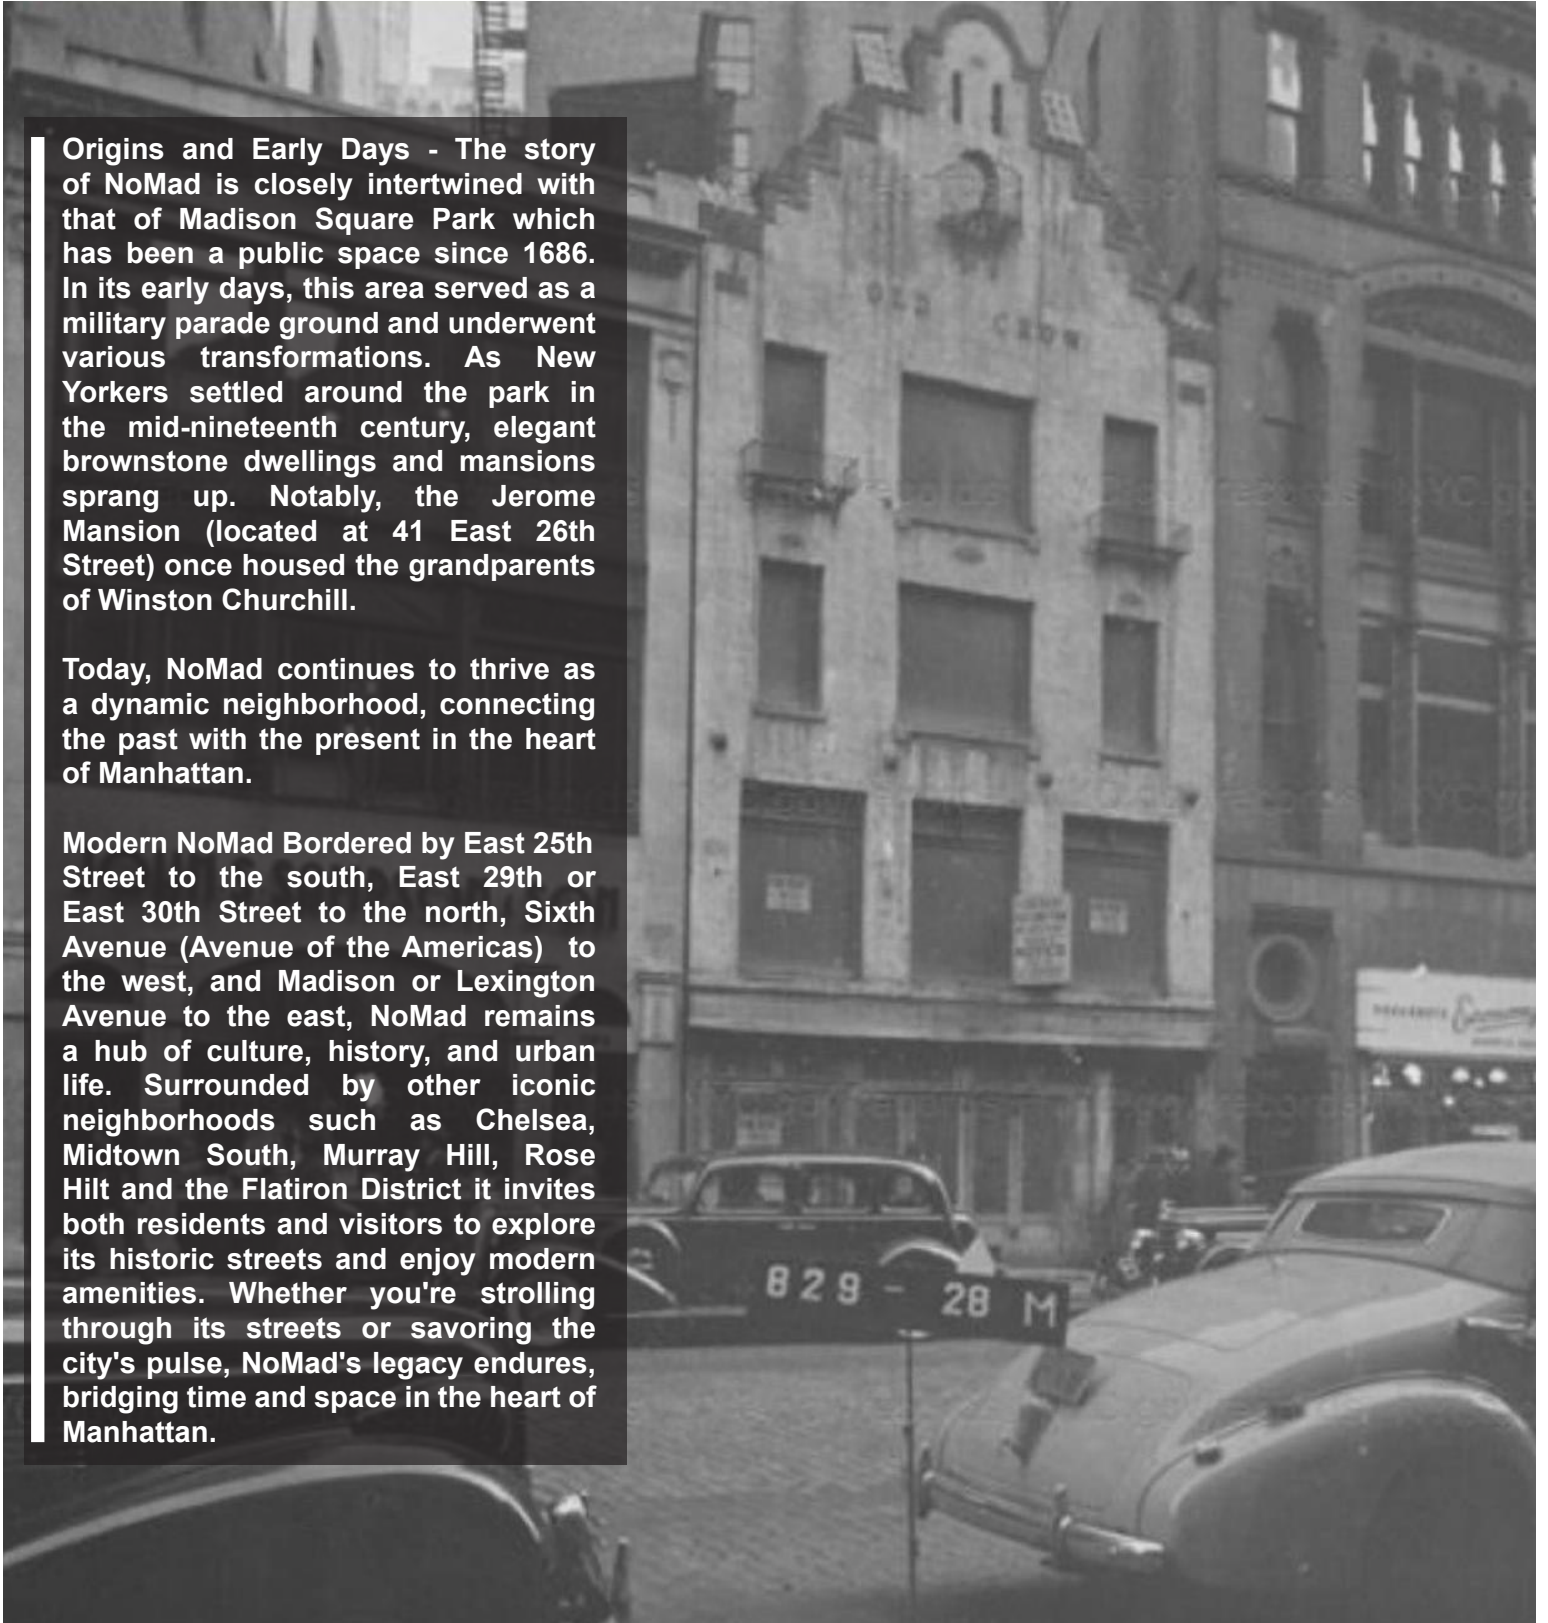 Origins and Early Days - The story
of NoMad is closely intertwined with
that of Madison Square Park which
has been a public space since 1686.
In its early days, this area served as a
military parade ground and underwent
various transformations. As New
Yorkers settled around the park in
the mid-nineteenth century, elegant
brownstone dwellings and mansions
sprang up. Notably, the Jerome
Mansion (located at 41 East 26th
Street) once housed the grandparents
of Winston Churchill.
Today, NoMad continues to thrive as
a dynamic neighborhood, connecting
the past with the present in the heart
of Manhattan.
Modern NoMad Bordered by East 25th
Street to the south, East 29th or
East 30th Street to the north, Sixth
Avenue (Avenue of the Americas) to
the west, and Madison or Lexington
Avenue to the east, NoMad remains
a hub of culture, history, and urban
life. Surrounded by other iconic
neighborhoods such as Chelsea,
Midtown South, Murray Hill, Rose
Hilt and the Flatiron District it invites
both residents and visitors to explore
its historic streets and enjoy modern
amenities. Whether you're strolling
through its streets or savoring the
city's pulse, NoMad's legacy endures,
bridging time and space in the heart of
Manhattan.
OLD CROW
829 - 28 M